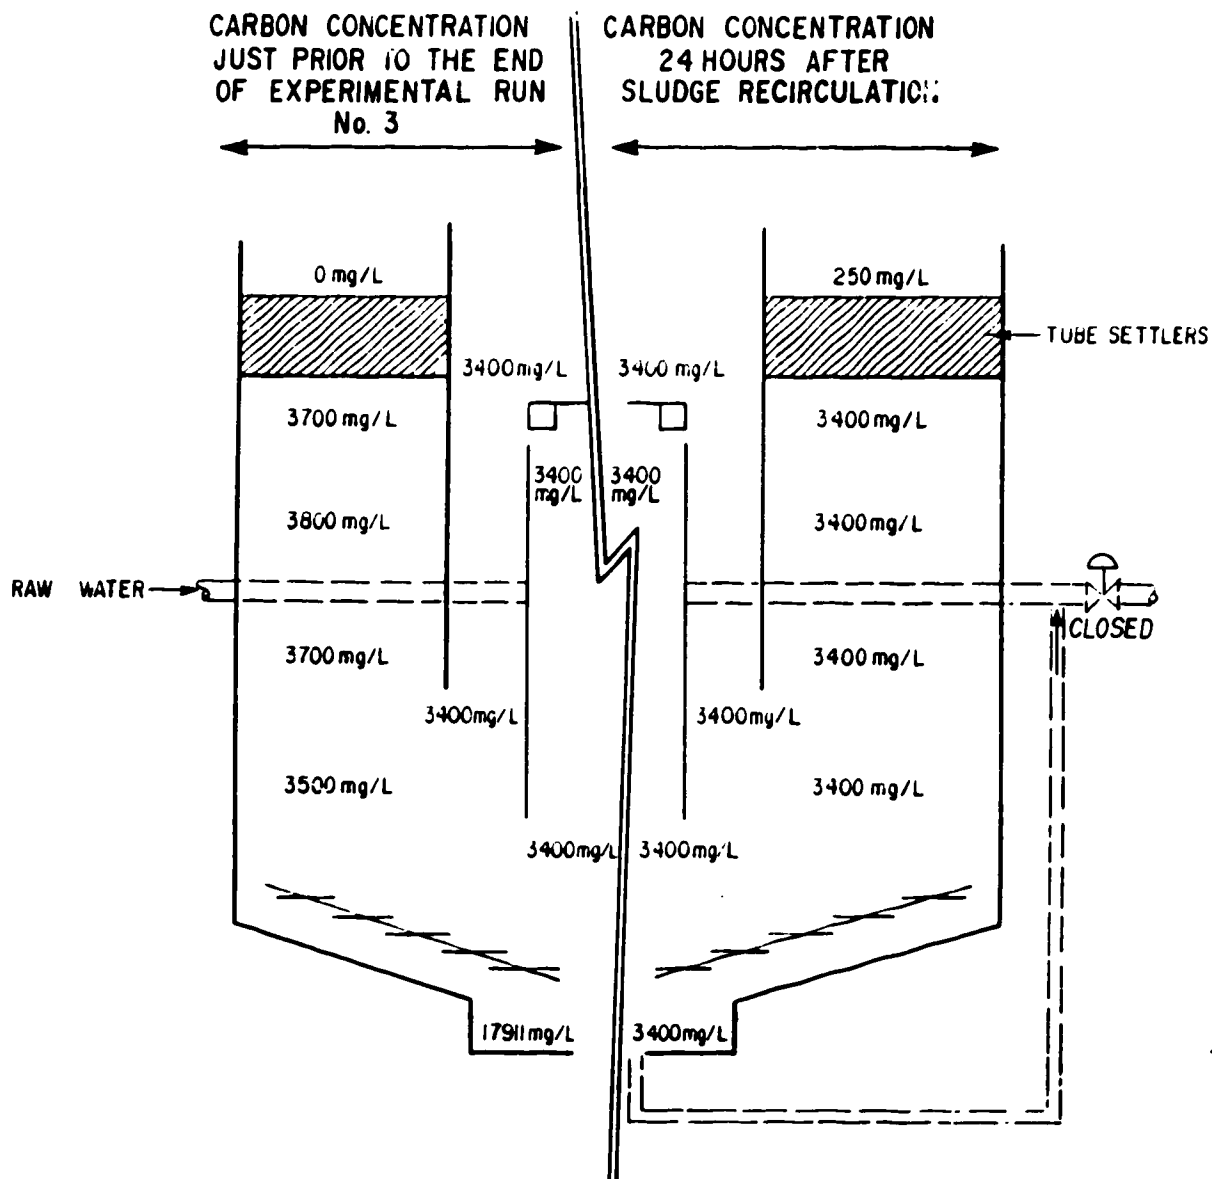 CARBON CONCENTRATION
JUST PRIOR TO THE END
OF EXPERIMENTAL RUN
No. 3
CARBON CONCENTRATION
24 HOURS AFTER
SLUDGE RECIRCULATION
0 mg/L
250 mg/L
TUBE SETTLERS
3400 mg/L
3400 mg/L
3700 mg/L
3400 mg/L
3400
mg/L
3400
mg/L
3800 mg/L
3400 mg/L
RAW WATER
CLOSED
3700 mg/L
3400 mg/L
3400 mg/L
3400 my/L
3500 mg/L
3400 mg/L
3400 mg/L
3400 mg/L
17911 mg/L
3400 mg/L